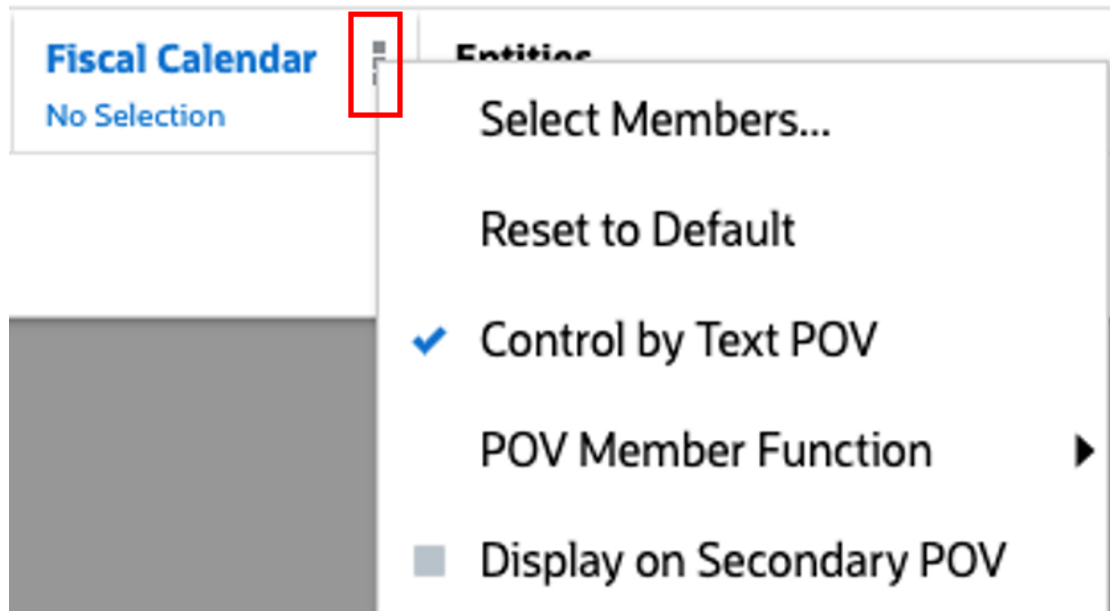 Fiscal Calendar
Entities
No Selection
Select Members...
Reset to Default
Control by Text POV
POV Member Function
Display on Secondary POV